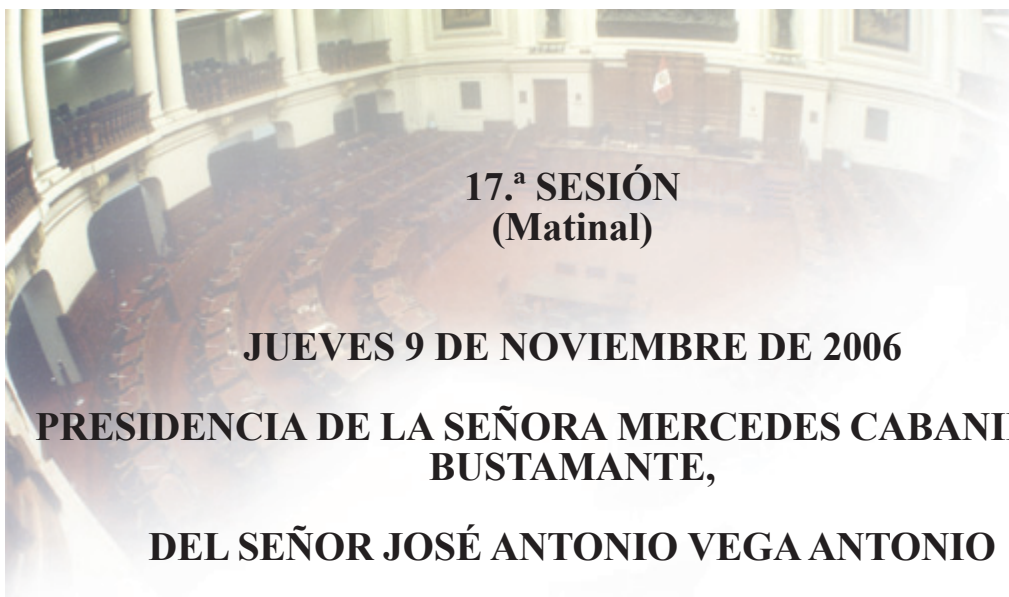 17.ª SESIÓN
(Matinal)
JUEVES 9 DE NOVIEMBRE DE 2006
PRESIDENCIA DE LA SEÑORA MERCEDES
BUSTAMANTE,
DEL SEÑOR JOSÉ ANTONIO VEGA ANTONIO